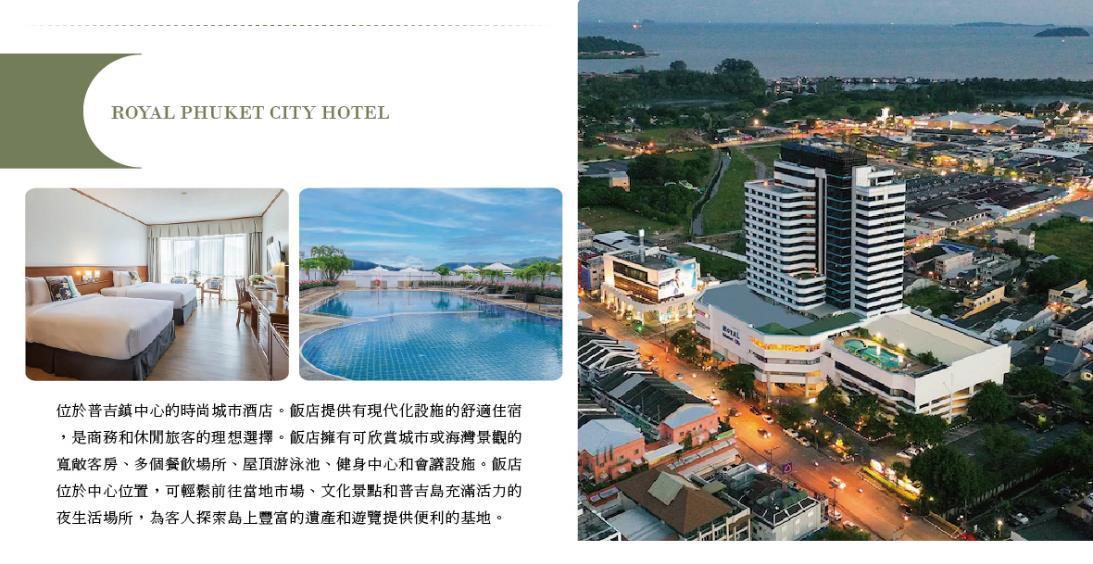 ROYAL PHUKET CITY HOTEL
位於普吉鎮中心的時尚城市酒店。飯店提供有現代化設施的舒適住宿
，是商務和休閒旅客的理想選擇。飯店擁有可欣賞城市或海灣景觀的
寬敞客房、多個餐飲場所、屋頂游泳池、健身中心和會議設施。飯店
位於中心位置，可輕鬆前往當地市場、文化景點和普吉島充滿活力的
夜生活場所，為客人探索島上豐富的遺產和遊覽提供便利的基地。
ROYAL